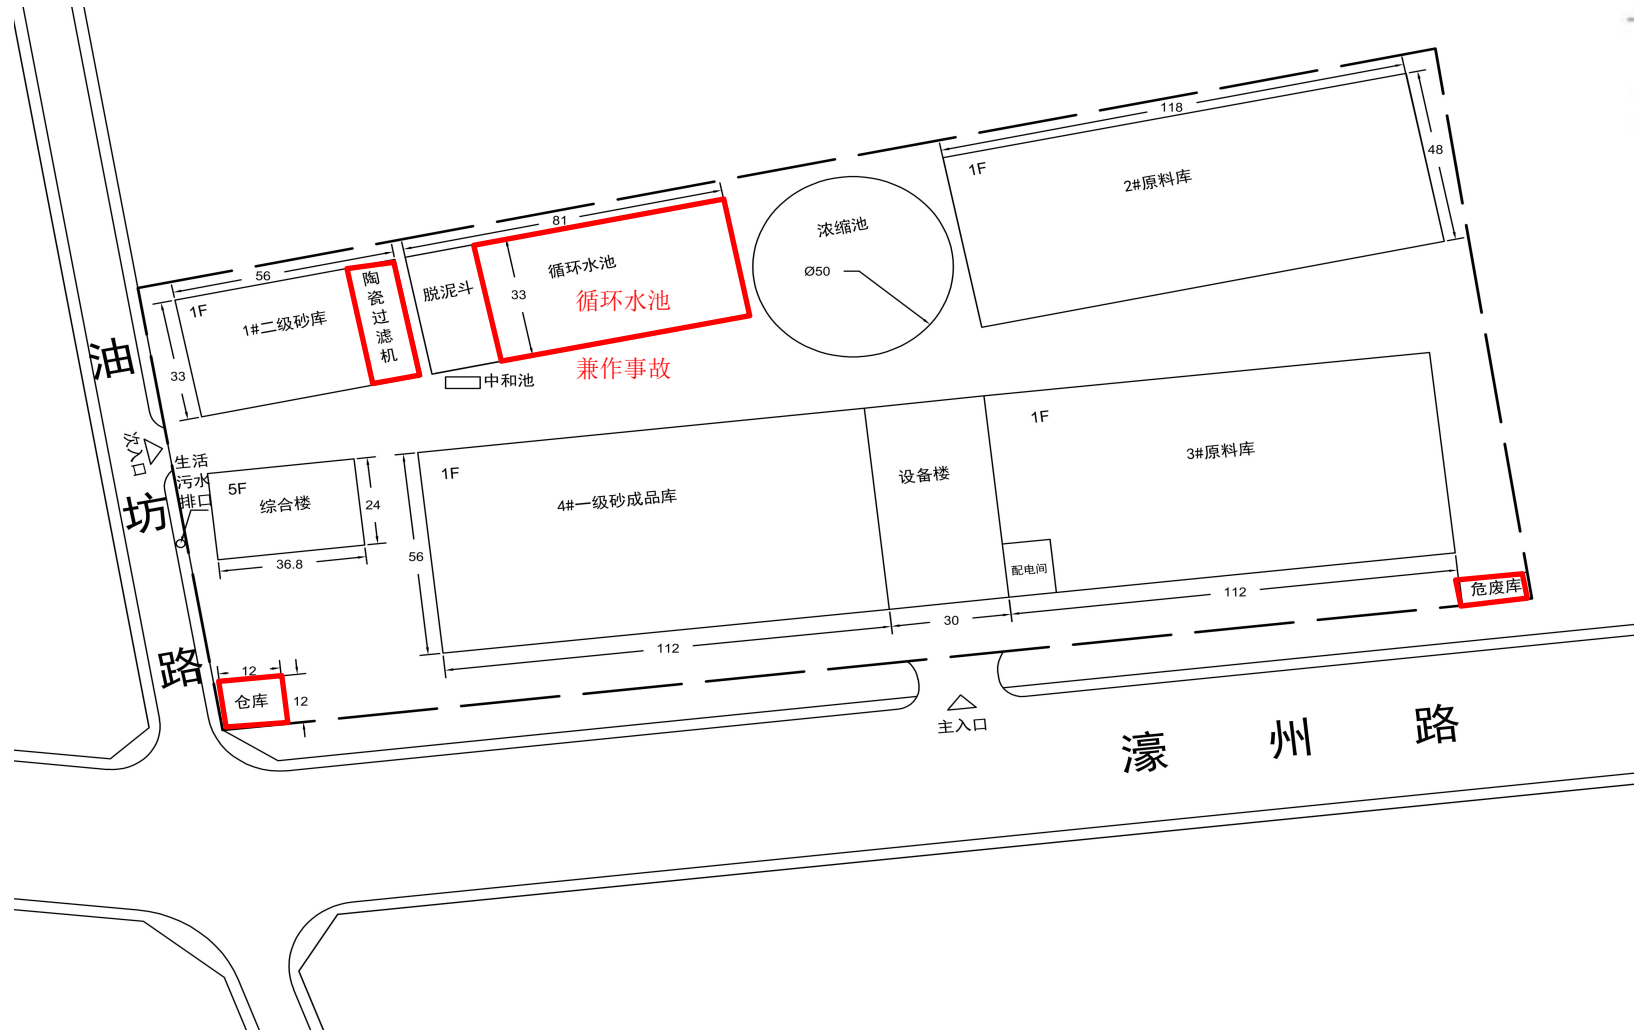 118
1F
2#原料库
48
81
浓缩池
Ø50
循环水池
33
循环水池
兼作事故
脱泥斗
56
陶
瓷
过
滤
机
1F
1#二级砂库
33
中和池
油
坊
路
次入口
生活
污水
排口
5F
综合楼
24
36.8
1F
4#一级砂成品库
56
112
设备楼
30
1F
3#原料库
配电间
112
危废库
12
仓库
12
主入口
濠州路